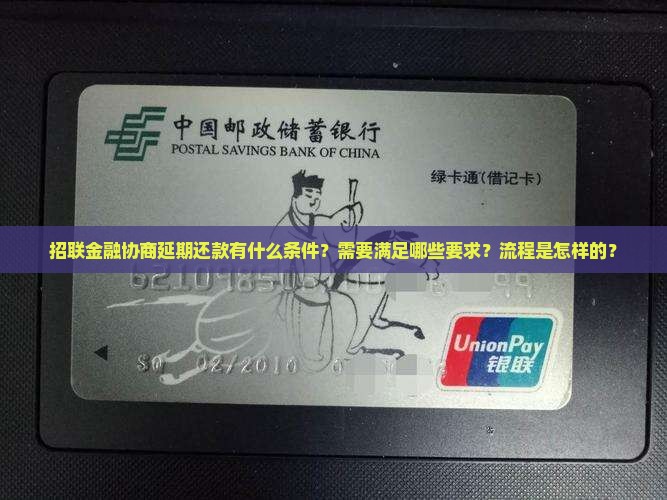 中国邮政储蓄银行
POSTAL SAVINGS BANK OF CHINA
绿卡通(借记卡)
招联金融协商延期还款有什么条件？需要满足哪些要求？流程是怎样的？
UnionPay
银联
02/2010